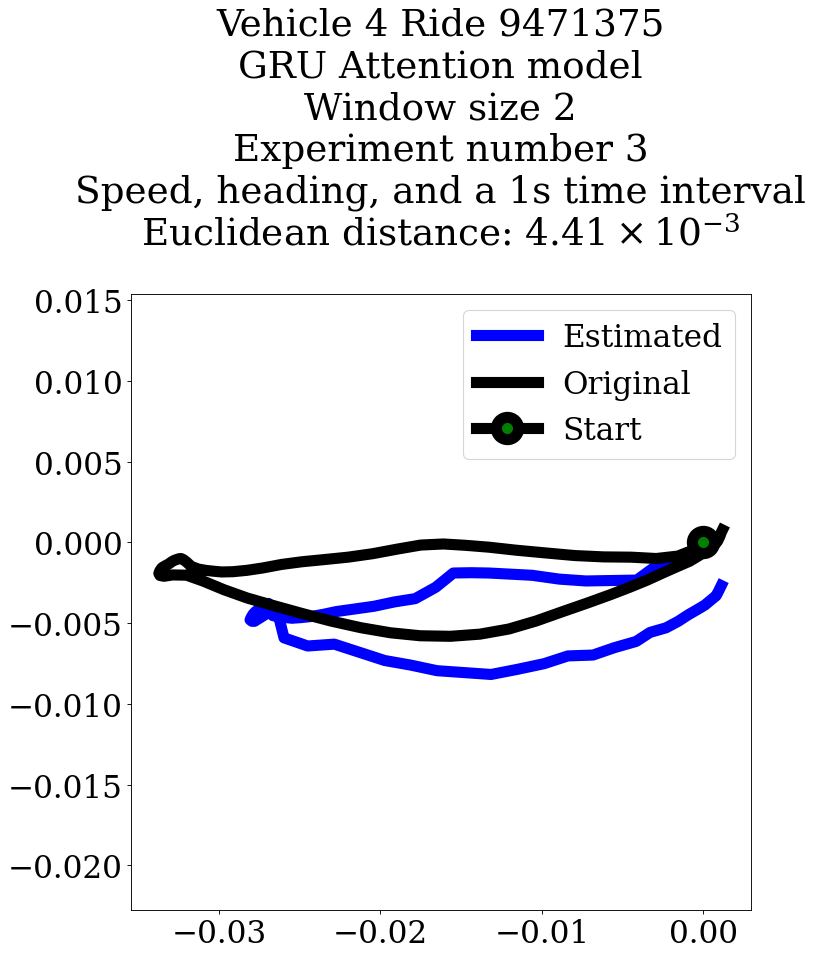 Vehicle 4 Ride 9471375
GRU Attention model
Window size 2
Experiment number 3
Speed, heading, and a 1s time interval
Euclidean distance: 4.41 × 10⁻³
0.015
Estimated
0.010
Original
0.005
Start
0.000
−0.005
−0.010
−0.015
−0.020
−0.03
−0.02
−0.01
0.00